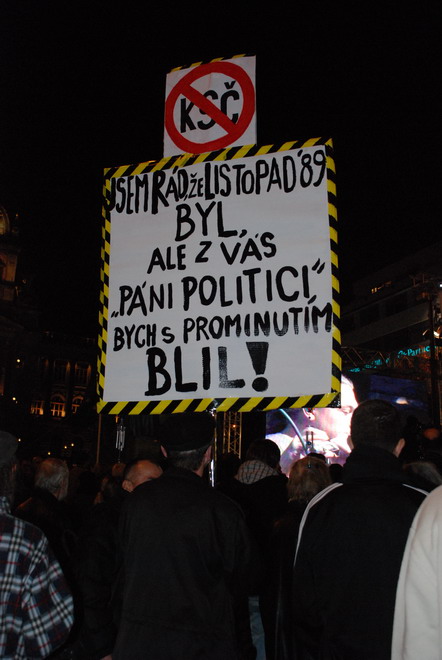 KSČ
JSEM RÁD, ŽE LISTOPAD '89
BYL,
ALE Z VÁS
„PÁNI POLITICI“
BYCH S PROMINUTÍM
BLIL!